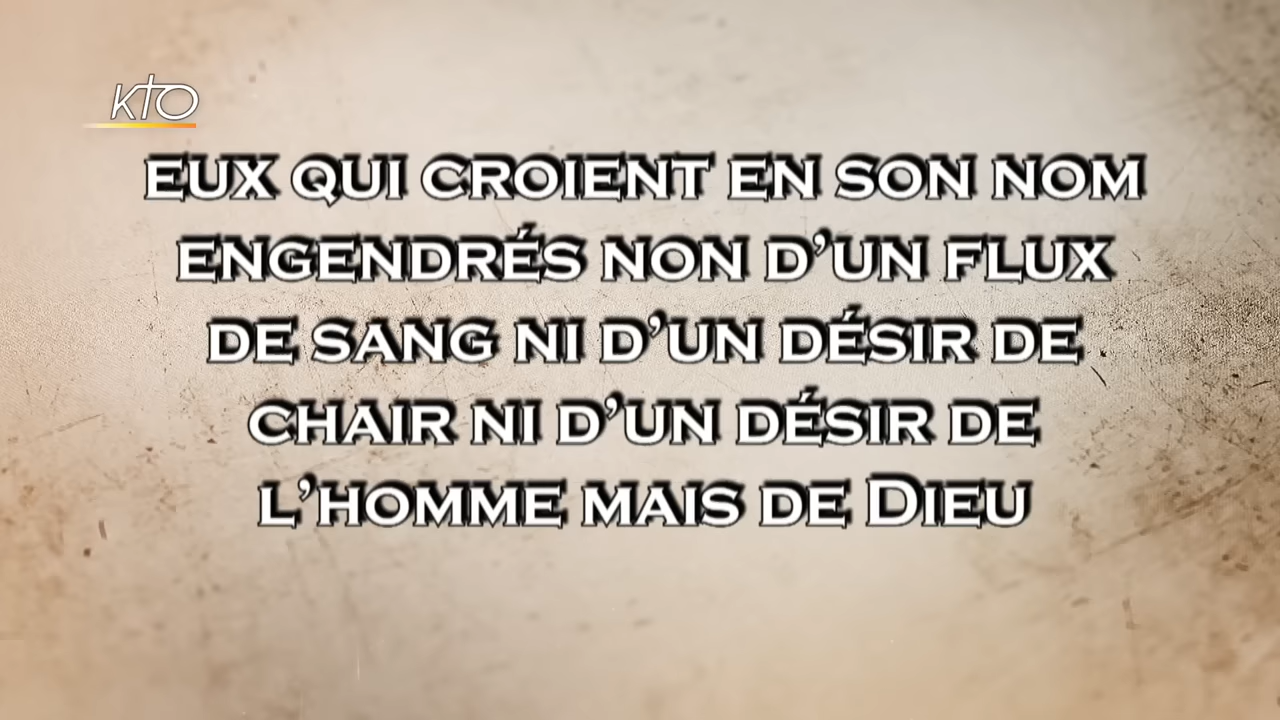 KTO
EUX QUI CROIENT EN SON NOM
ENGENDRÉS NON D’UN FLUX
DE SANG NI D’UN DÉSIR DE
CHAIR NI D’UN DÉSIR DE
L’HOMME MAIS DE DIEU